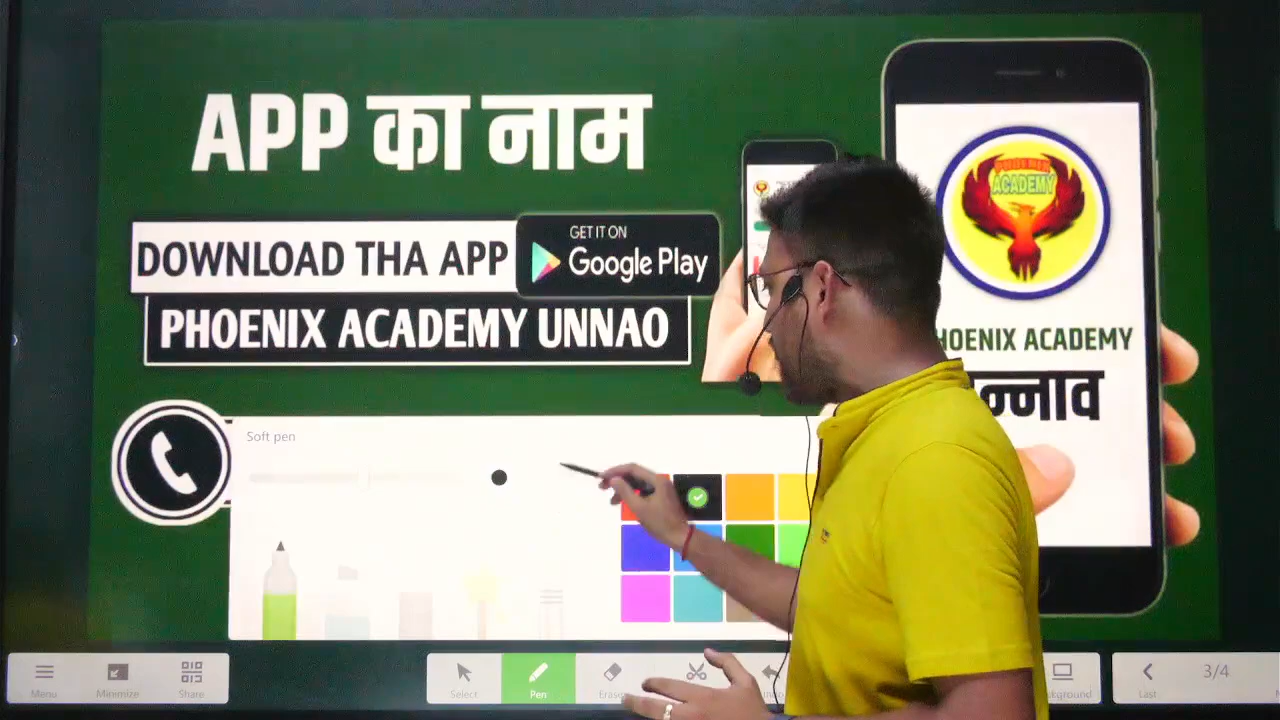 APP का नाम
DOWNLOAD THA APP
GET IT ON
Google Play
PHOENIX ACADEMY UNNAO
ACADEMY
HOENIX ACADEMY
न्नाव
Soft pen
Menu
Minimize
Share
Select
Pen
Last
3/4